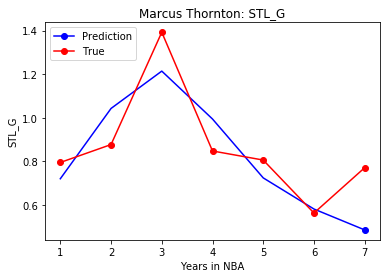 Marcus Thornton: STL_G
Prediction
True
1.4
1.2
1.0
0.8
0.6
STL_G
1 2 3 4 5 6 7
Years in NBA